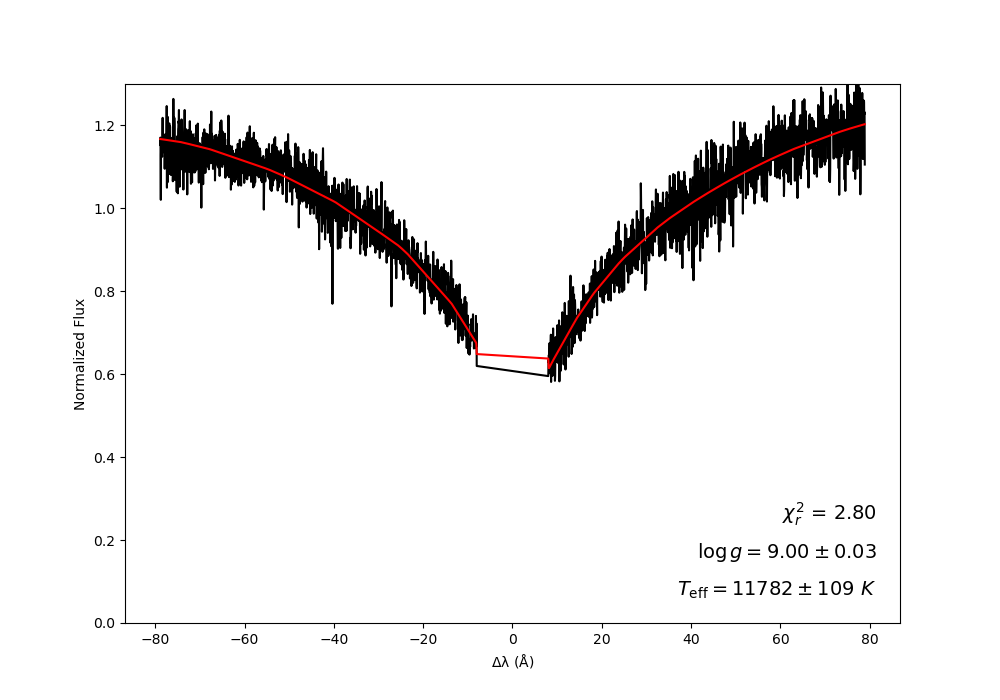 1.2
1.0
0.8
0.6
0.4
0.2
0.0
Normalized Flux
χ²ᵣ = 2.80
log g = 9.00 ± 0.03
T_eff = 11782 ± 109 K
−80 −60 −40 −20 0 20 40 60 80
Δλ (Å)